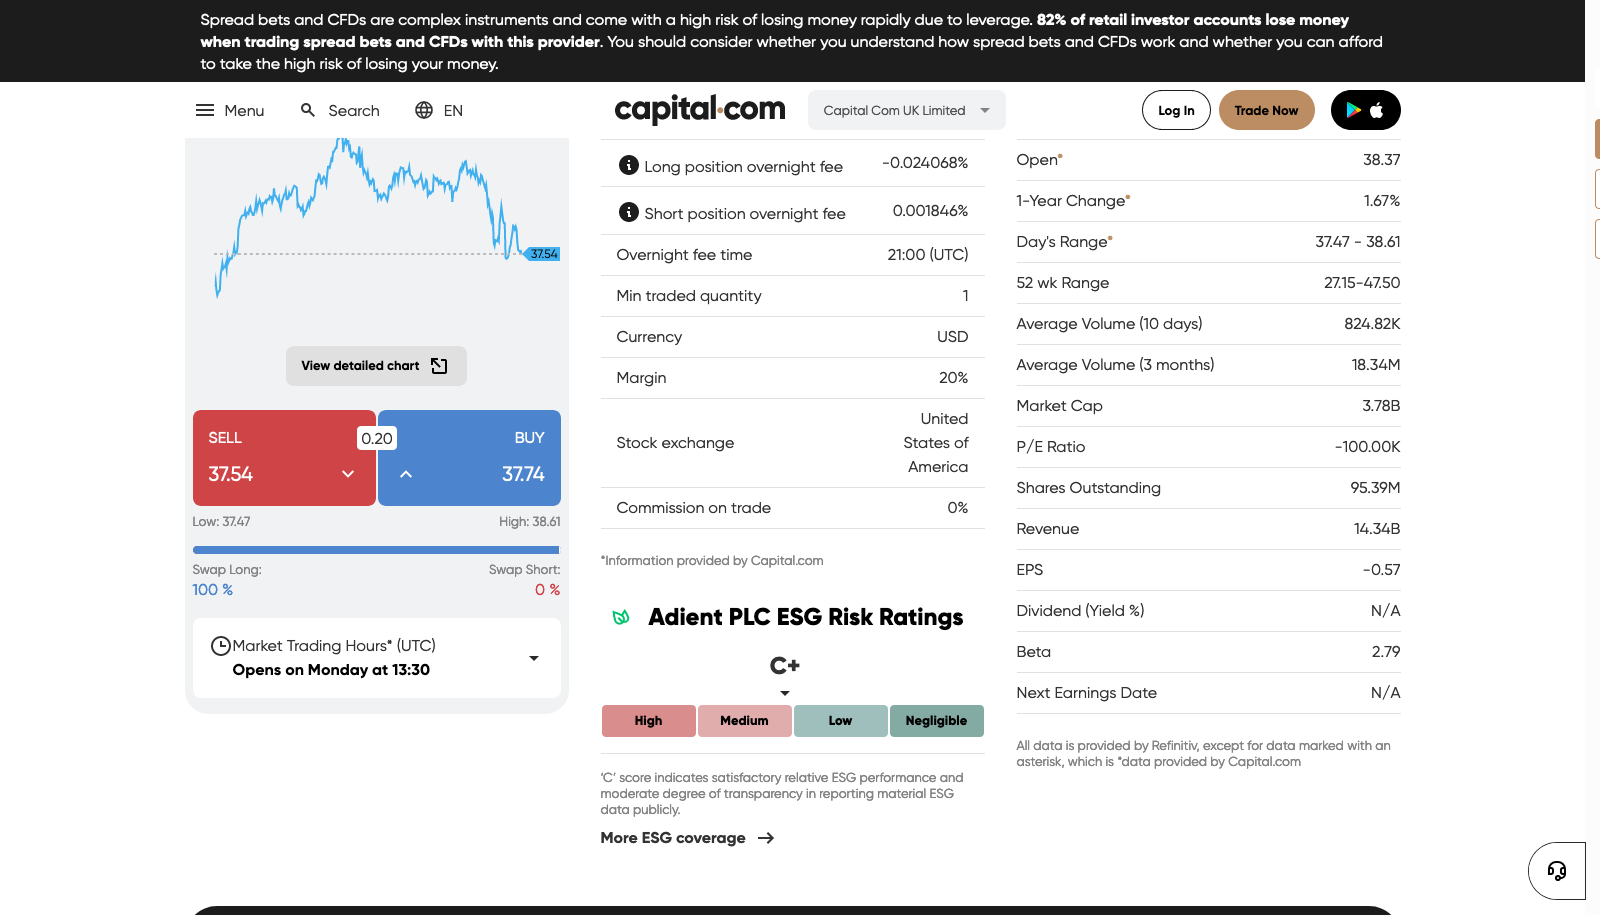 Spread bets and CFDs are complex instruments and come with a high risk of losing money rapidly due to leverage. 82% of retail investor accounts lose money
when trading spread bets and CFDs with this provider. You should consider whether you understand how spread bets and CFDs work and whether you can afford
to take the high risk of losing your money.
Menu Search EN
capital.com
Capital Com UK Limited
Log In Trade Now
37.54
View detailed chart
SELL 0.20 BUY
37.54 37.74
Low: 37.47 High: 38.61
Swap Long: Swap Short:
100 % 0 %
Market Trading Hours* (UTC)
Opens on Monday at 13:30
Long position overnight fee -0.024068%
Short position overnight fee 0.001846%
Overnight fee time 21:00 (UTC)
Min traded quantity 1
Currency USD
Margin 20%
Stock exchange United
States of
America
Commission on trade 0%
*Information provided by Capital.com
Adient PLC ESG Risk Ratings
C+
High Medium Low Negligible
'C' score indicates satisfactory relative ESG performance and
moderate degree of transparency in reporting material ESG
data publicly.
More ESG coverage
Open* 38.37
1-Year Change* 1.67%
Day's Range* 37.47 - 38.61
52 wk Range 27.15-47.50
Average Volume (10 days) 824.82K
Average Volume (3 months) 18.34M
Market Cap 3.78B
P/E Ratio -100.00K
Shares Outstanding 95.39M
Revenue 14.34B
EPS -0.57
Dividend (Yield %) N/A
Beta 2.79
Next Earnings Date N/A
All data is provided by Refinitiv, except for data marked with an
asterisk, which is *data provided by Capital.com